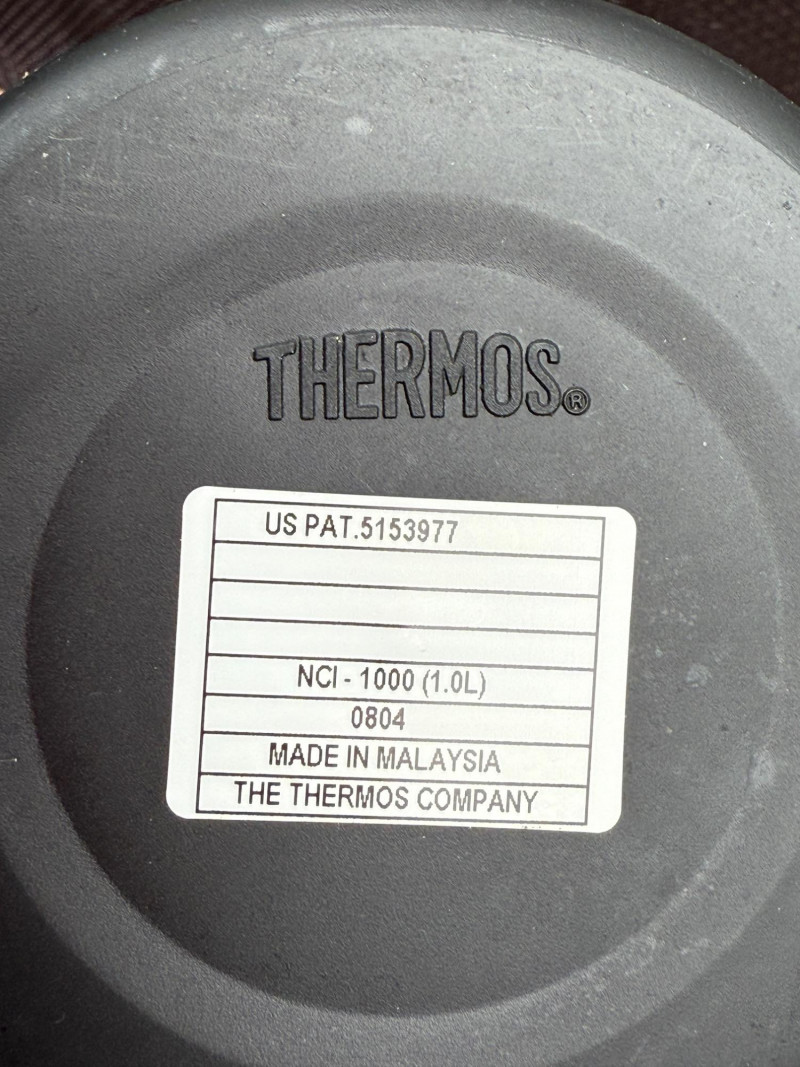 THERMOS®
US PAT.5153977
NCI - 1000 (1.0L)
0804
MADE IN MALAYSIA
THE THERMOS COMPANY